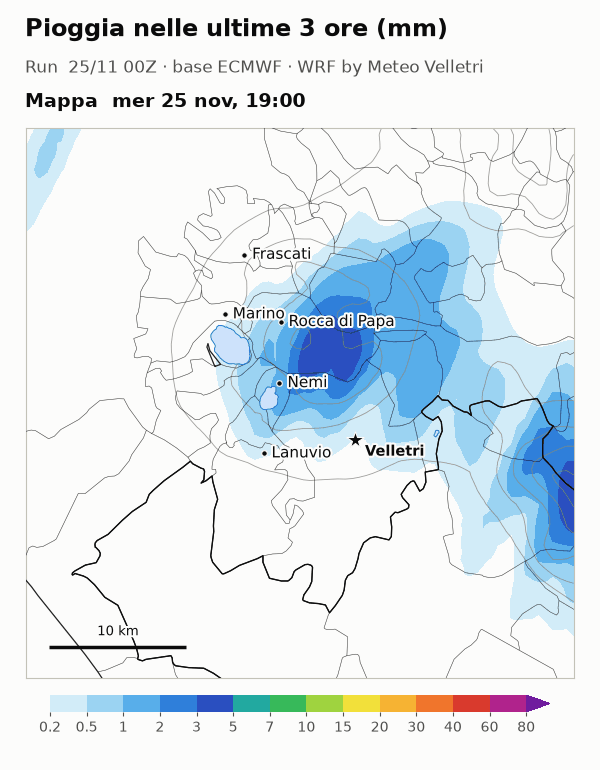 Pioggia nelle ultime 3 ore (mm)
Run  25/11 00Z · base ECMWF · WRF by Meteo Velletri
Mappa  mer 25 nov, 19:00
Frascati
Marino
Rocca di Papa
Nemi
Velletri
Lanuvio
10 km
0.2 0.5 1 2 3 5 7 10 15 20 30 40 60 80